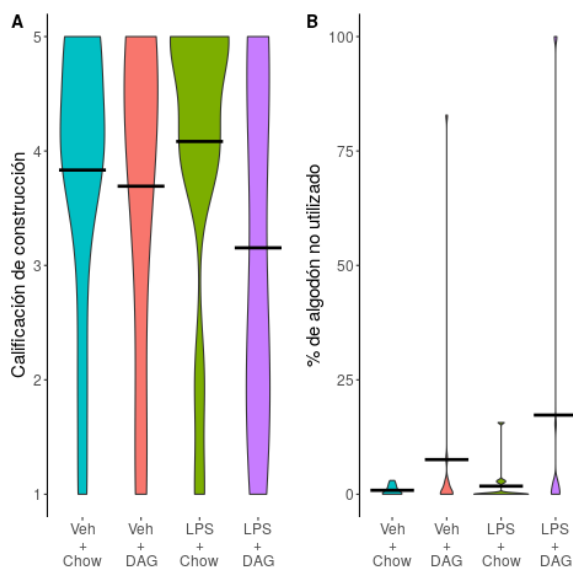 A
B
Calificación de construcción
5
4
3
2
1
Veh + Chow
Veh + DAG
LPS + Chow
LPS + DAG
% de algodón no utilizado
100
75
50
25
0
Veh + Chow
Veh + DAG
LPS + Chow
LPS + DAG